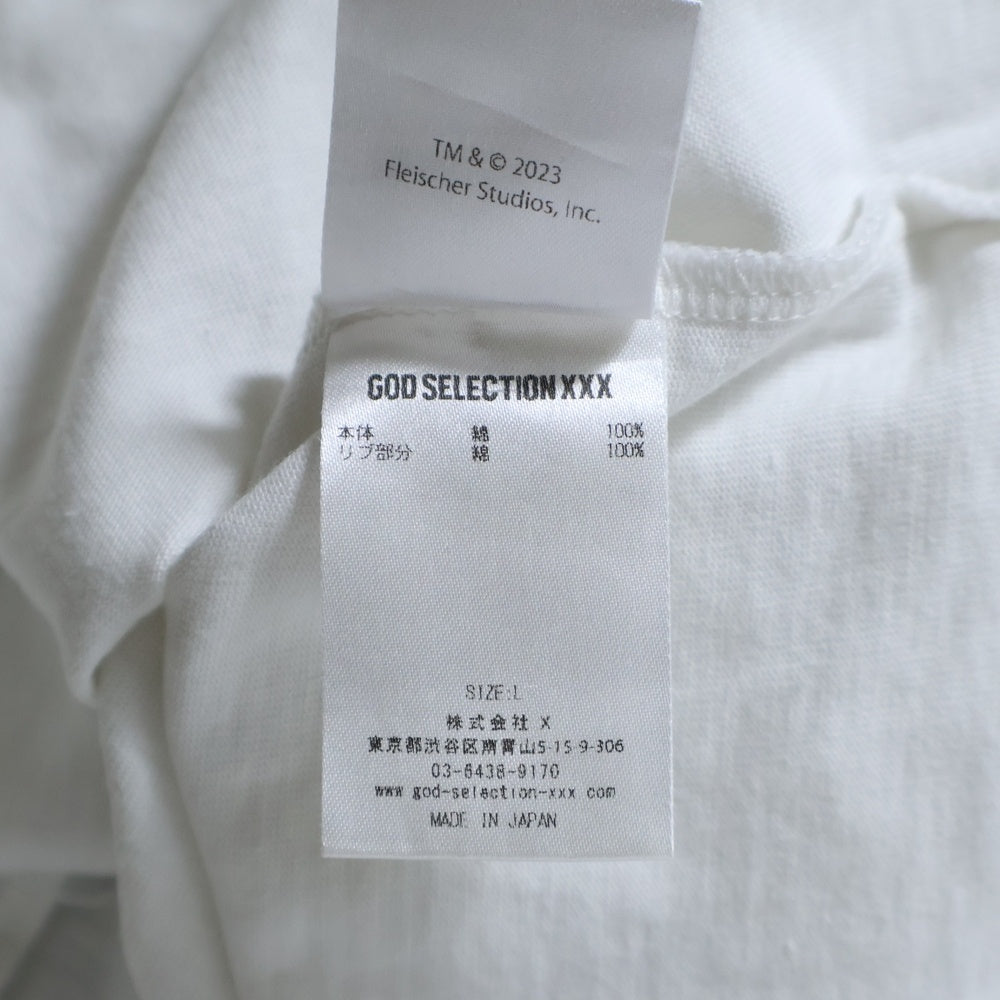 TM & © 2023
Fleischer Studios, Inc.
GOD SELECTION XXX
本体 綿 100%
リブ部分 綿 100%
SIZE:L
株式会社 X
東京都渋谷区南青山5-15-9-306
03-6438-9170
www god-selection-xxx com
MADE IN JAPAN